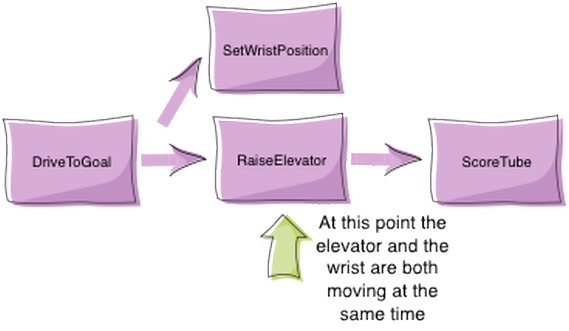 SetWristPosition
DriveToGoal
RaiseElevator
ScoreTube
At this point the
elevator and the
wrist are both
moving at the
same time